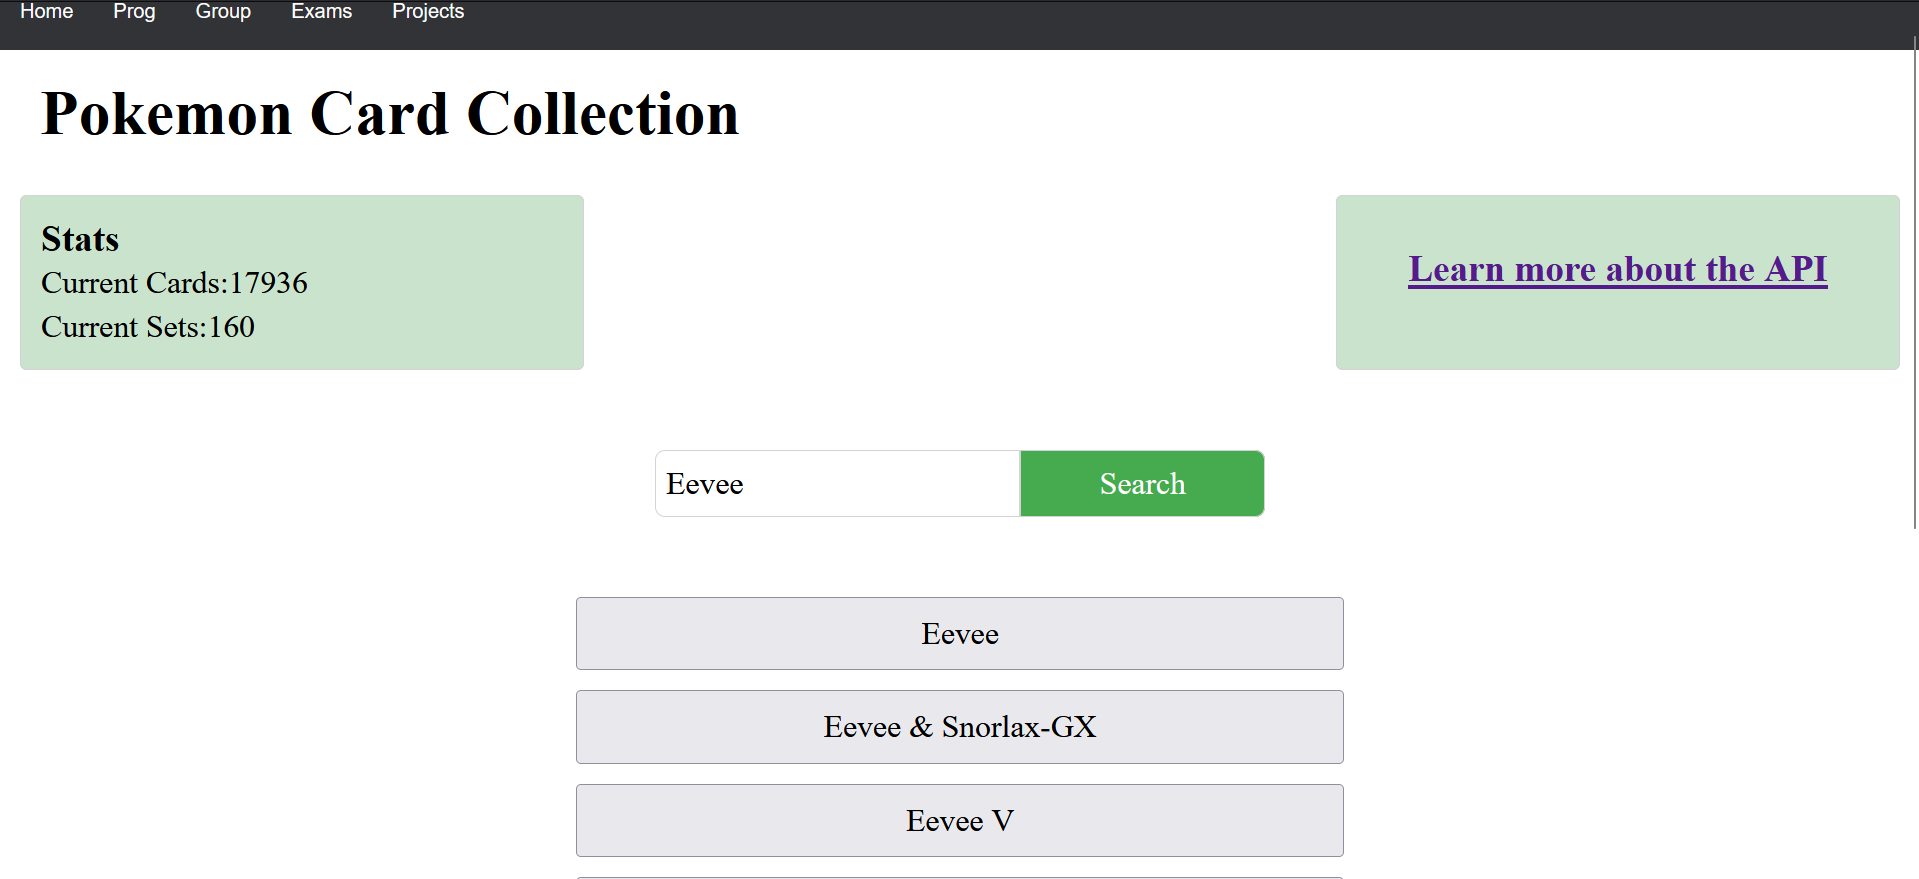 Home Prog Group Exams Projects
Pokemon Card Collection
Stats
Current Cards:17936
Current Sets:160
Learn more about the API
Eevee Search
Eevee
Eevee & Snorlax-GX
Eevee V